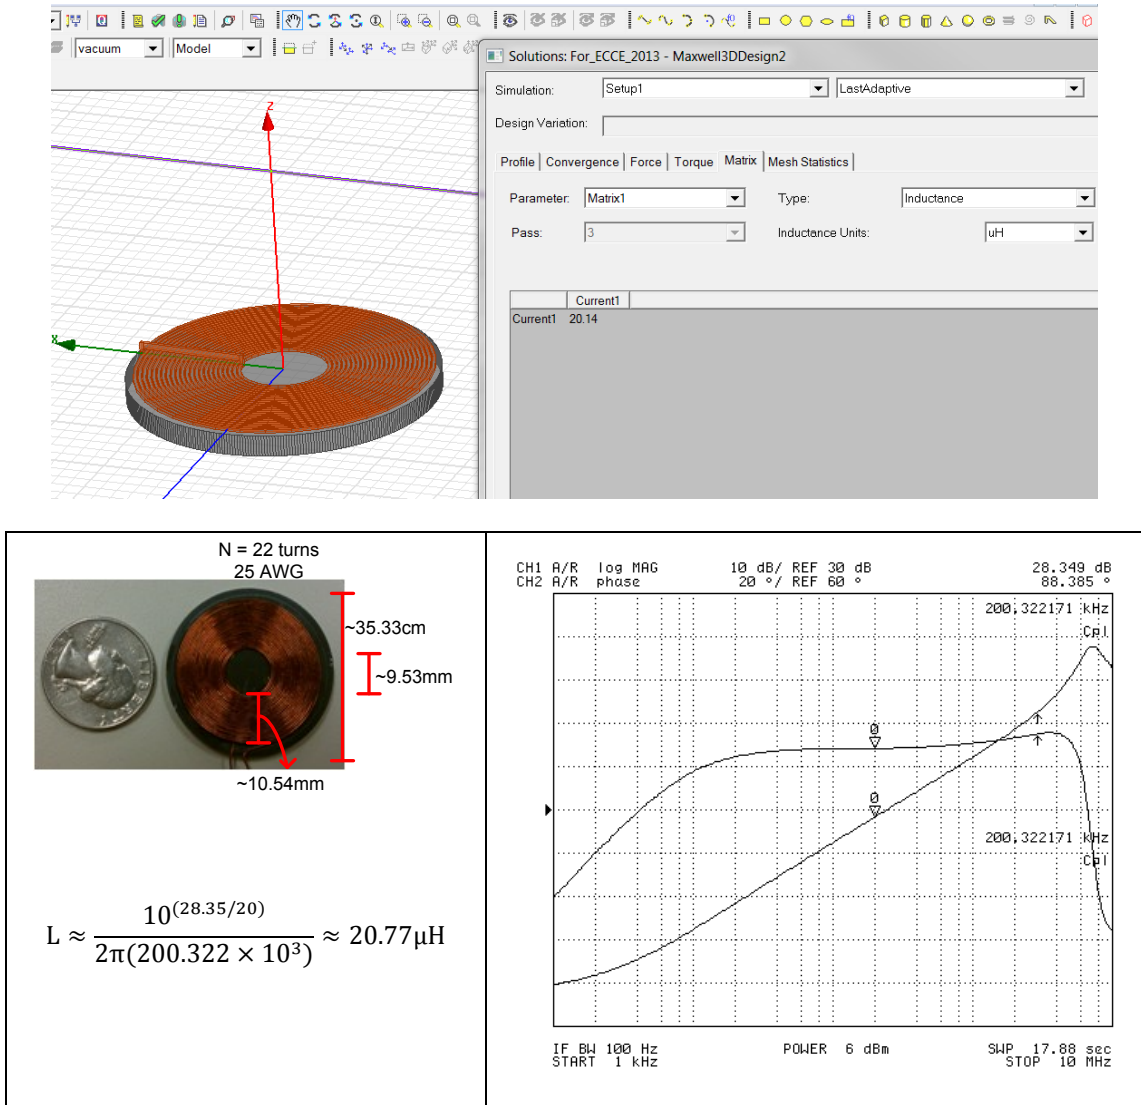 vacuum
Model
Solutions: For_ECCE_2013 - Maxwell3DDesign2
Simulation:
Setup1
LastAdaptive
Design Variation:
Profile
Convergence
Force
Torque
Matrix
Mesh Statistics
Parameter:
Matrix1
Type:
Inductance
Pass:
3
Inductance Units:
uH
Current1
Current1 20.14
Z
X
N = 22 turns
25 AWG
~35.33cm
~9.53mm
~10.54mm
L ≈ 10^(28.35/20) / 2π(200.322 × 10³) ≈ 20.77μH
CH1 A/R log MAG 10 dB/ REF 30 dB 28.349 dB
CH2 A/R phase 20 °/ REF 60 ° 88.385 °
200.322171 kHz
Cpl
0
0
200.322171 kHz
Cpl
IF BW 100 Hz POWER 6 dBm SWP 17.88 sec
START 1 kHz STOP 10 MHz